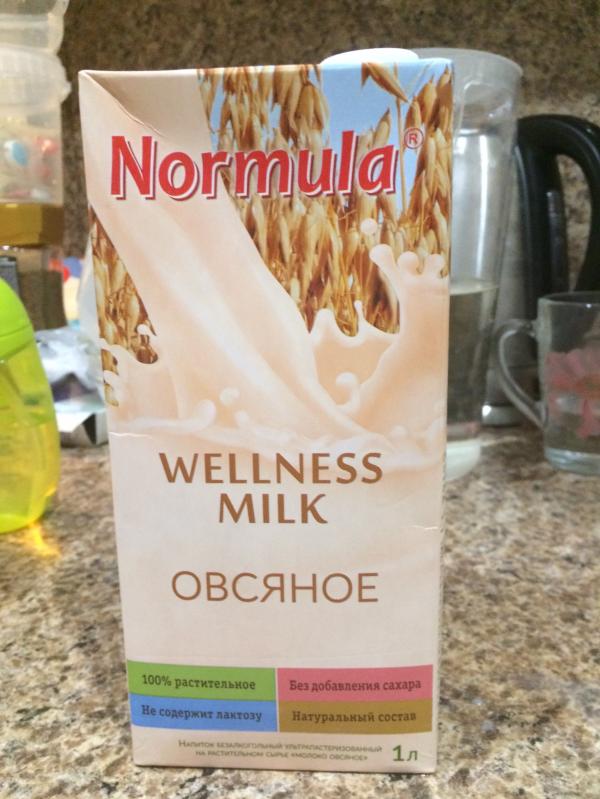 Normula®
WELLNESS
MILK
ОВСЯНОЕ
100% растительное
Без добавления сахара
Не содержит лактозу
Натуральный состав
Напиток безалкогольный ультрапастеризованный
на растительном сырье «молоко овсяное»
1л